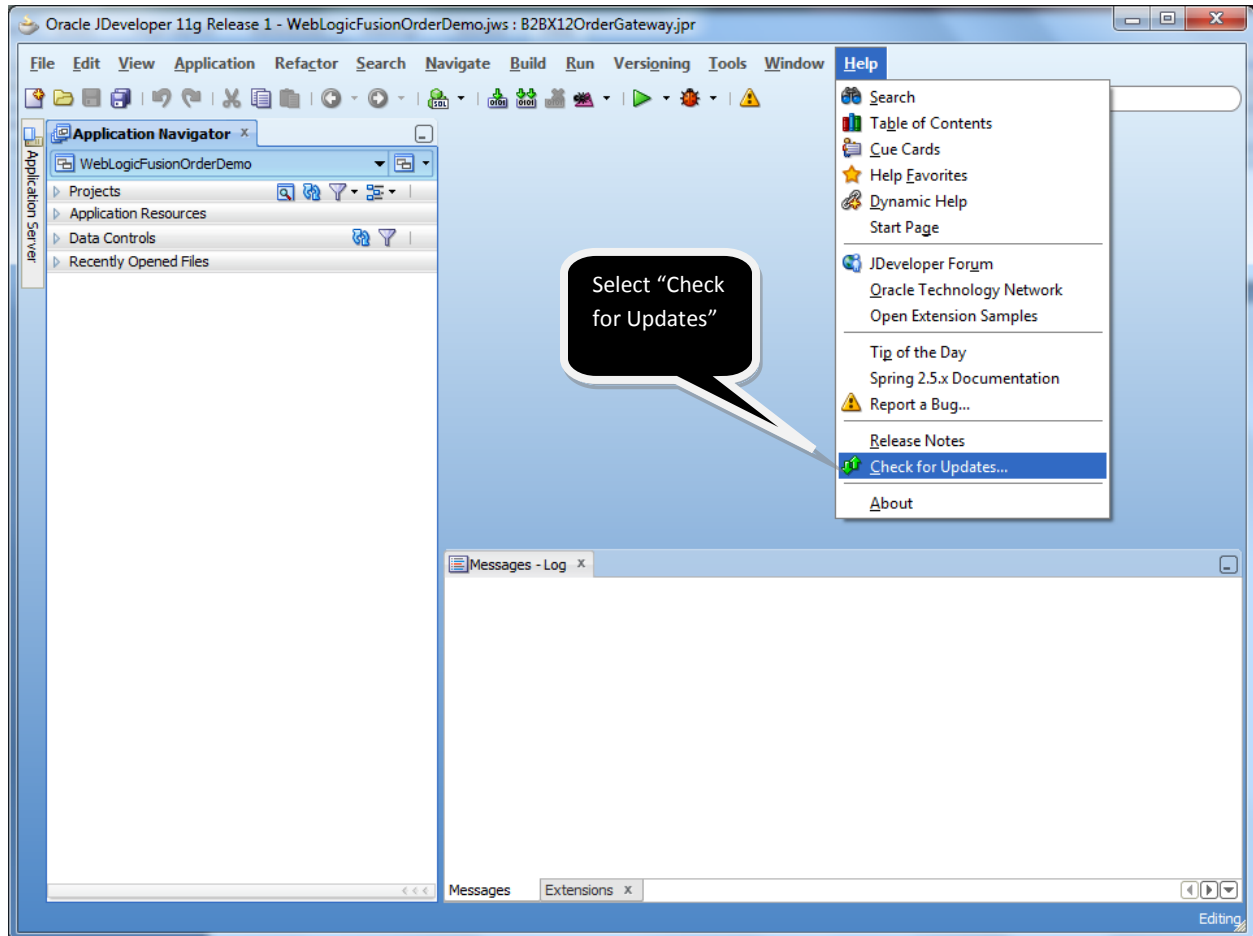 Oracle JDeveloper 11g Release 1 - WebLogicFusionOrderDemo.jws : B2BX12OrderGateway.jpr
File Edit View Application Refactor Search Navigate Build Run Versioning Tools Window Help
Application Server
Application Navigator x
WebLogicFusionOrderDemo
Projects
Application Resources
Data Controls
Recently Opened Files
Select “Check
for Updates”
Search
Table of Contents
Cue Cards
Help Favorites
Dynamic Help
Start Page
JDeveloper Forum
Oracle Technology Network
Open Extension Samples
Tip of the Day
Spring 2.5.x Documentation
Report a Bug...
Release Notes
Check for Updates...
About
Messages - Log x
Messages Extensions x
Editing